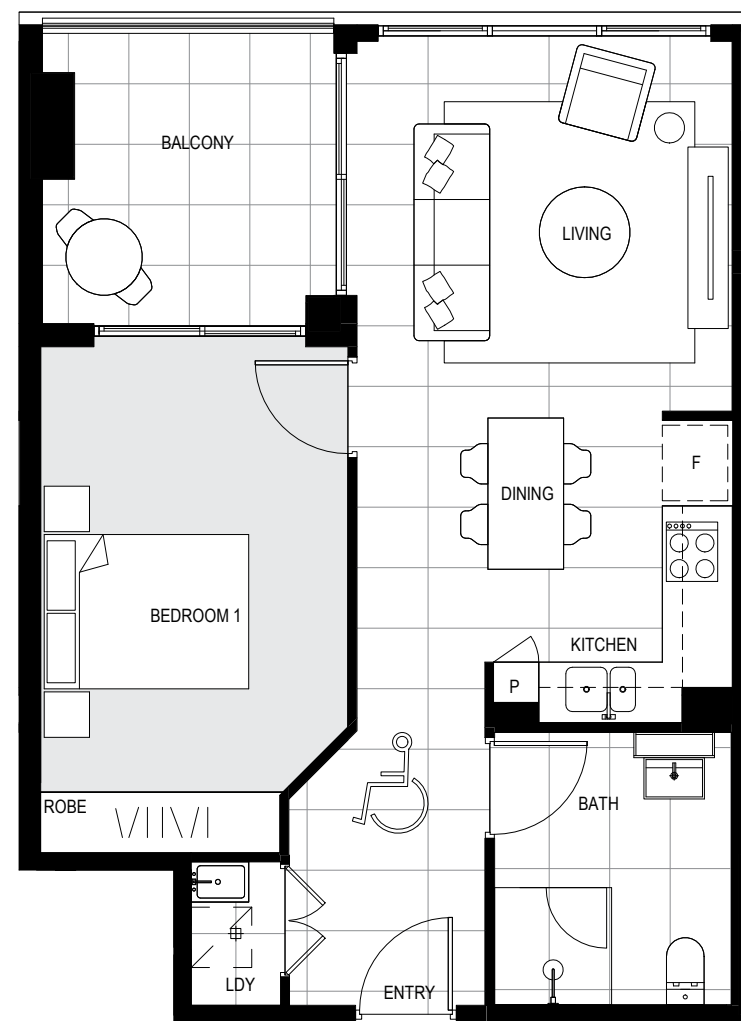 BALCONY
LIVING
F
DINING
BEDROOM 1
KITCHEN
P
ROBE
BATH
LDY
ENTRY